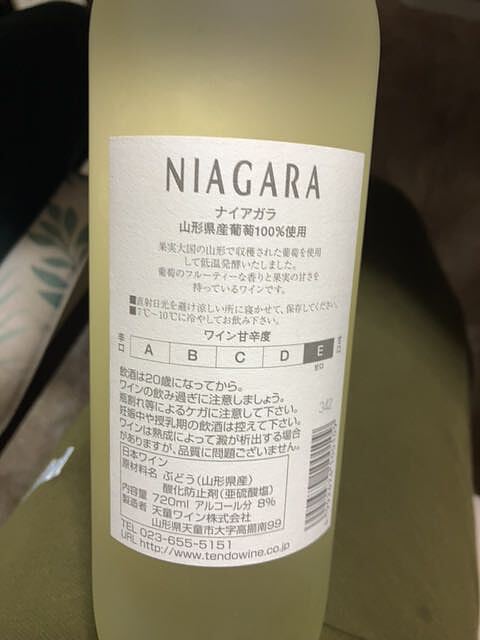 NIAGARA
ナイアガラ
山形県産葡萄100%使用
果実大国の山形で収穫された葡萄を使用
して低温発酵いたしました。
葡萄のフルーティーな香りと果実の甘さを
持っているワインです。
■直射日光を避け涼しい所に寝かせて、保存してください。
■7℃~10℃に冷やしてお飲み下さい。
ワイン甘辛度
辛口 A B C D E 甘口
甘口
飲酒は20歳になってから。
ワインの飲み過ぎに注意しましょう。
瓶割れ等によるケガに注意して下さい。
妊娠中や授乳期の飲酒は控えて下さい。
ワインは熟成によって澱が析出する場合
がありますが、品質に問題ございません。
342
日本ワイン
原材料名 ぶどう(山形県産)
酸化防止剤(亜硫酸塩)
内容量 720ml アルコール分 8%
製造者 天童ワイン株式会社
山形県天童市大字高擶南99
TEL 023-655-5151
URL http://www.tendowine.co.jp